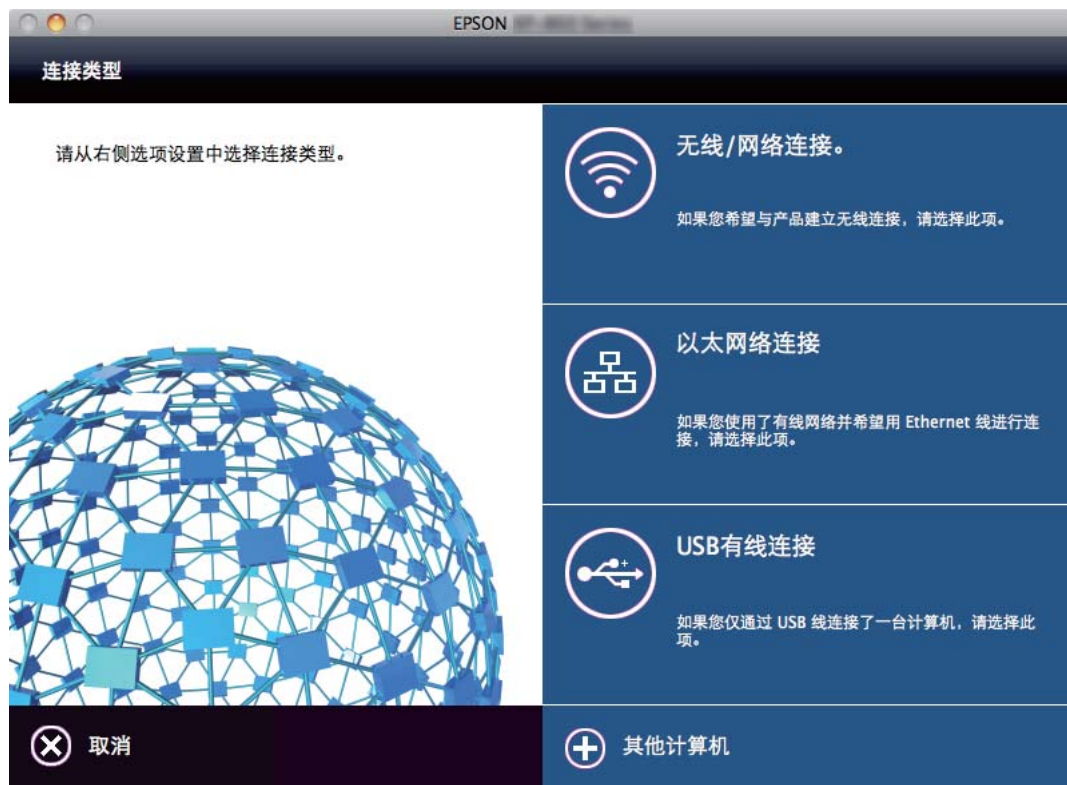 EPSON
连接类型
请从右侧选项设置中选择连接类型。
无线/网络连接。
如果您希望与产品建立无线连接，请选择此项。
以太网络连接
如果您使用了有线网络并希望用 Ethernet 线进行连
接，请选择此项。
USB有线连接
如果您仅通过 USB 线连接了一台计算机，请选择此
项。
取消
其他计算机